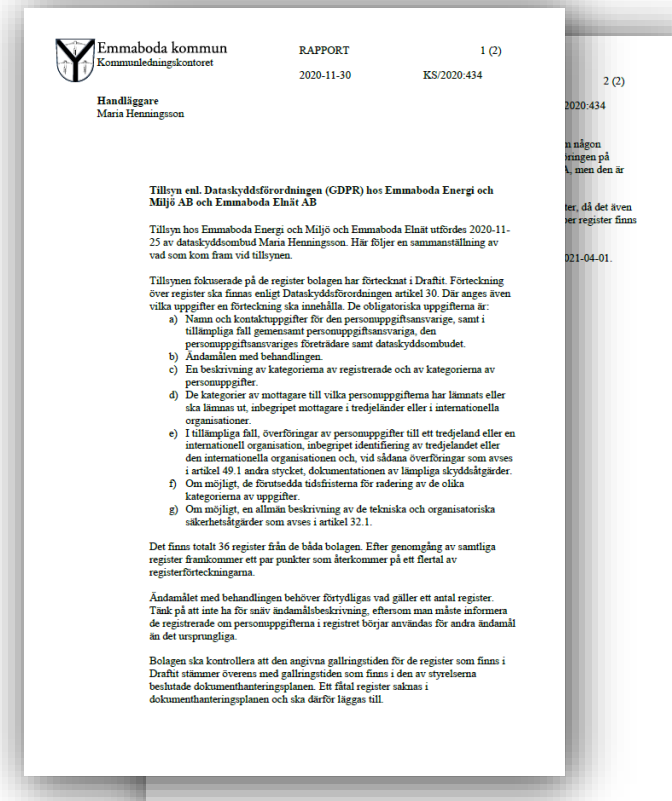 Emmaboda kommun
Kommunledningskontoret
RAPPORT
1 (2)
2020-11-30
KS/2020:434
Handläggare
Maria Henningsson
Tillsyn enl. Dataskyddsförordningen (GDPR) hos Emmaboda Energi och
Miljö AB och Emmaboda Elnät AB
Tillsyn hos Emmaboda Energi och Miljö och Emmaboda Elnät utfördes 2020-11-
25 av dataskyddsombud Maria Henningsson. Här följer en sammanställning av
vad som kom fram vid tillsynen.
Tillsynen fokuserade på de register bolagen har förtecknat i Draftit. Förteckning
över register ska finnas enligt Dataskyddsförordningen artikel 30. Där anges även
vilka uppgifter en förteckning ska innehålla. De obligatoriska uppgifterna är:
a) Namn och kontaktuppgifter för den personuppgiftsansvarige, samt i
tillämpliga fall gemensamt personuppgiftsansvariga, den
personuppgiftsansvariges företrädare samt dataskyddsombudet.
b) Ändamålen med behandlingen.
c) En beskrivning av kategorierna av registrerade och av kategorierna av
personuppgifter.
d) De kategorier av mottagare till vilka personuppgifterna har lämnats eller
ska lämnas ut, inbegripet mottagare i tredjeländer eller i internationella
organisationer.
e) I tillämpliga fall, överföringar av personuppgifter till ett tredjeland eller en
internationell organisation, inbegripet identifiering av tredjelandet eller
den internationella organisationen och, vid sådana överföringar som avses
i artikel 49.1 andra stycket, dokumentationen av lämpliga skyddsåtgärder.
f) Om möjligt, de förutsedda tidsfristerna för radering av de olika
kategorierna av uppgifter.
g) Om möjligt, en allmän beskrivning av de tekniska och organisatoriska
säkerhetsåtgärder som avses i artikel 32.1.
Det finns totalt 36 register från de båda bolagen. Efter genomgång av samtliga
register framkommer ett par punkter som återkommer på ett flertal av
registerförteckningarna.
Ändamålet med behandlingen behöver förtydligas vad gäller ett antal register.
Tänk på att inte ha för snäv ändamålsbeskrivning, eftersom man måste informera
de registrerade om personuppgifterna i registret börjar användas för andra ändamål
än det ursprungliga.
Bolagen ska kontrollera att den angivna gallringstiden för de register som finns i
Draftit stämmer överens med gallringstiden som finns i den av styrelserna
beslutade dokumenthanteringsplanen. Ett fåtal register saknas i
dokumenthanteringsplanen och ska därför läggas till.
2 (2)
2020:434
någon
men den är
då det även
register finns
021-04-01.